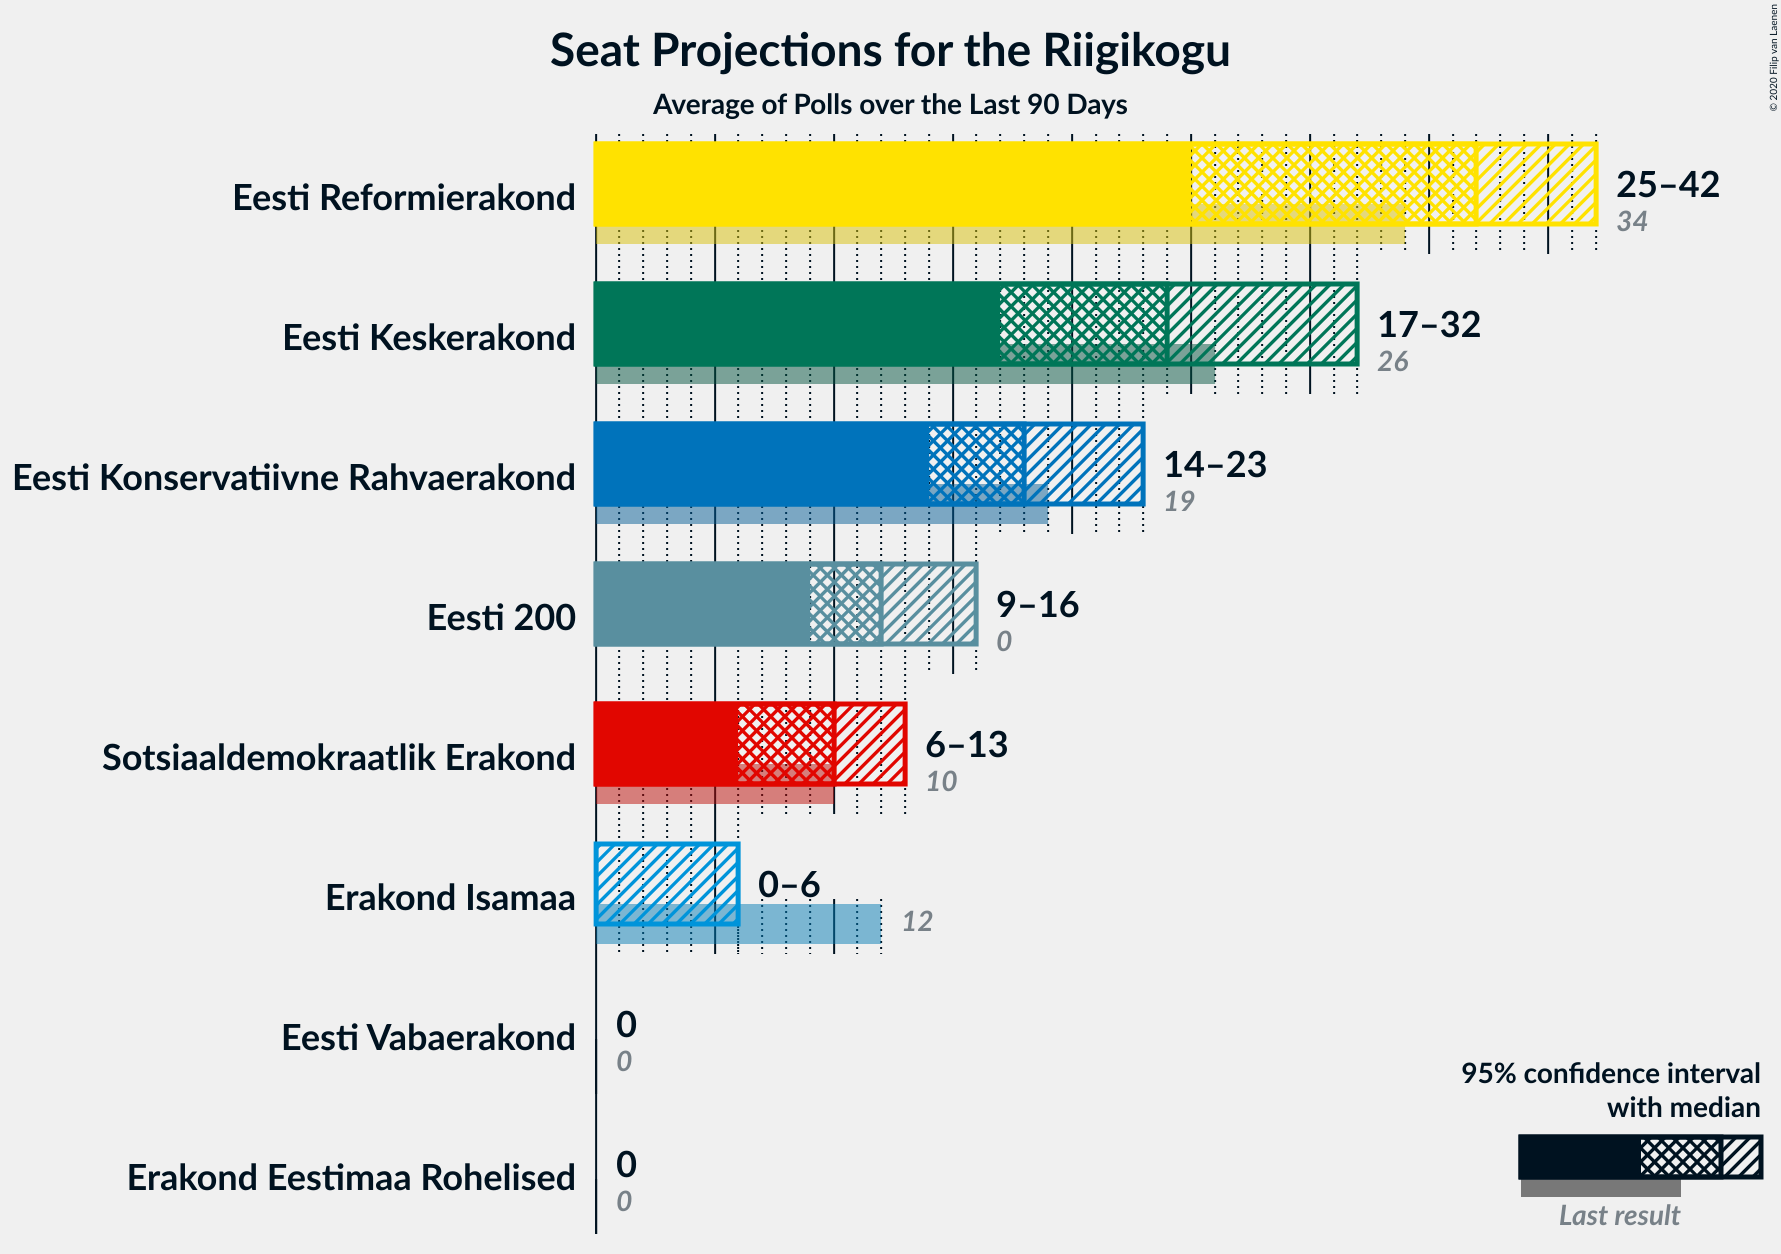 Seat Projections for the Riigikogu
Average of Polls over the Last 90 Days
© 2020 Filip van Laenen
Eesti Reformierakond
25–42
34
Eesti Keskerakond
17–32
26
Eesti Konservatiivne Rahvaerakond
14–23
19
Eesti 200
9–16
0
Sotsiaaldemokraatlik Erakond
6–13
10
Erakond Isamaa
0–6
12
Eesti Vabaerakond
0
0
Erakond Eestimaa Rohelised
0
0
95% confidence interval
with median
Last result